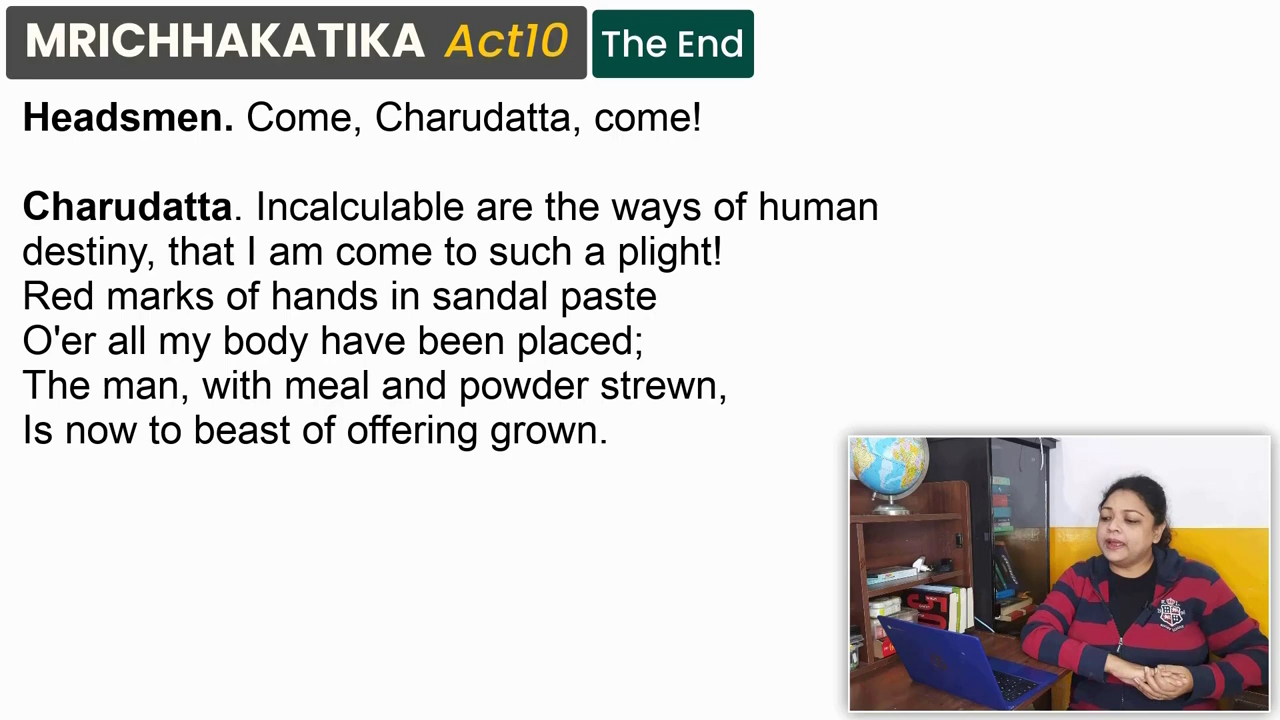 MRICHHAKATIKA Act10 The End
Headsmen. Come, Charudatta, come!
Charudatta. Incalculable are the ways of human
destiny, that I am come to such a plight!
Red marks of hands in sandal paste
O'er all my body have been placed;
The man, with meal and powder strewn,
Is now to beast of offering grown.